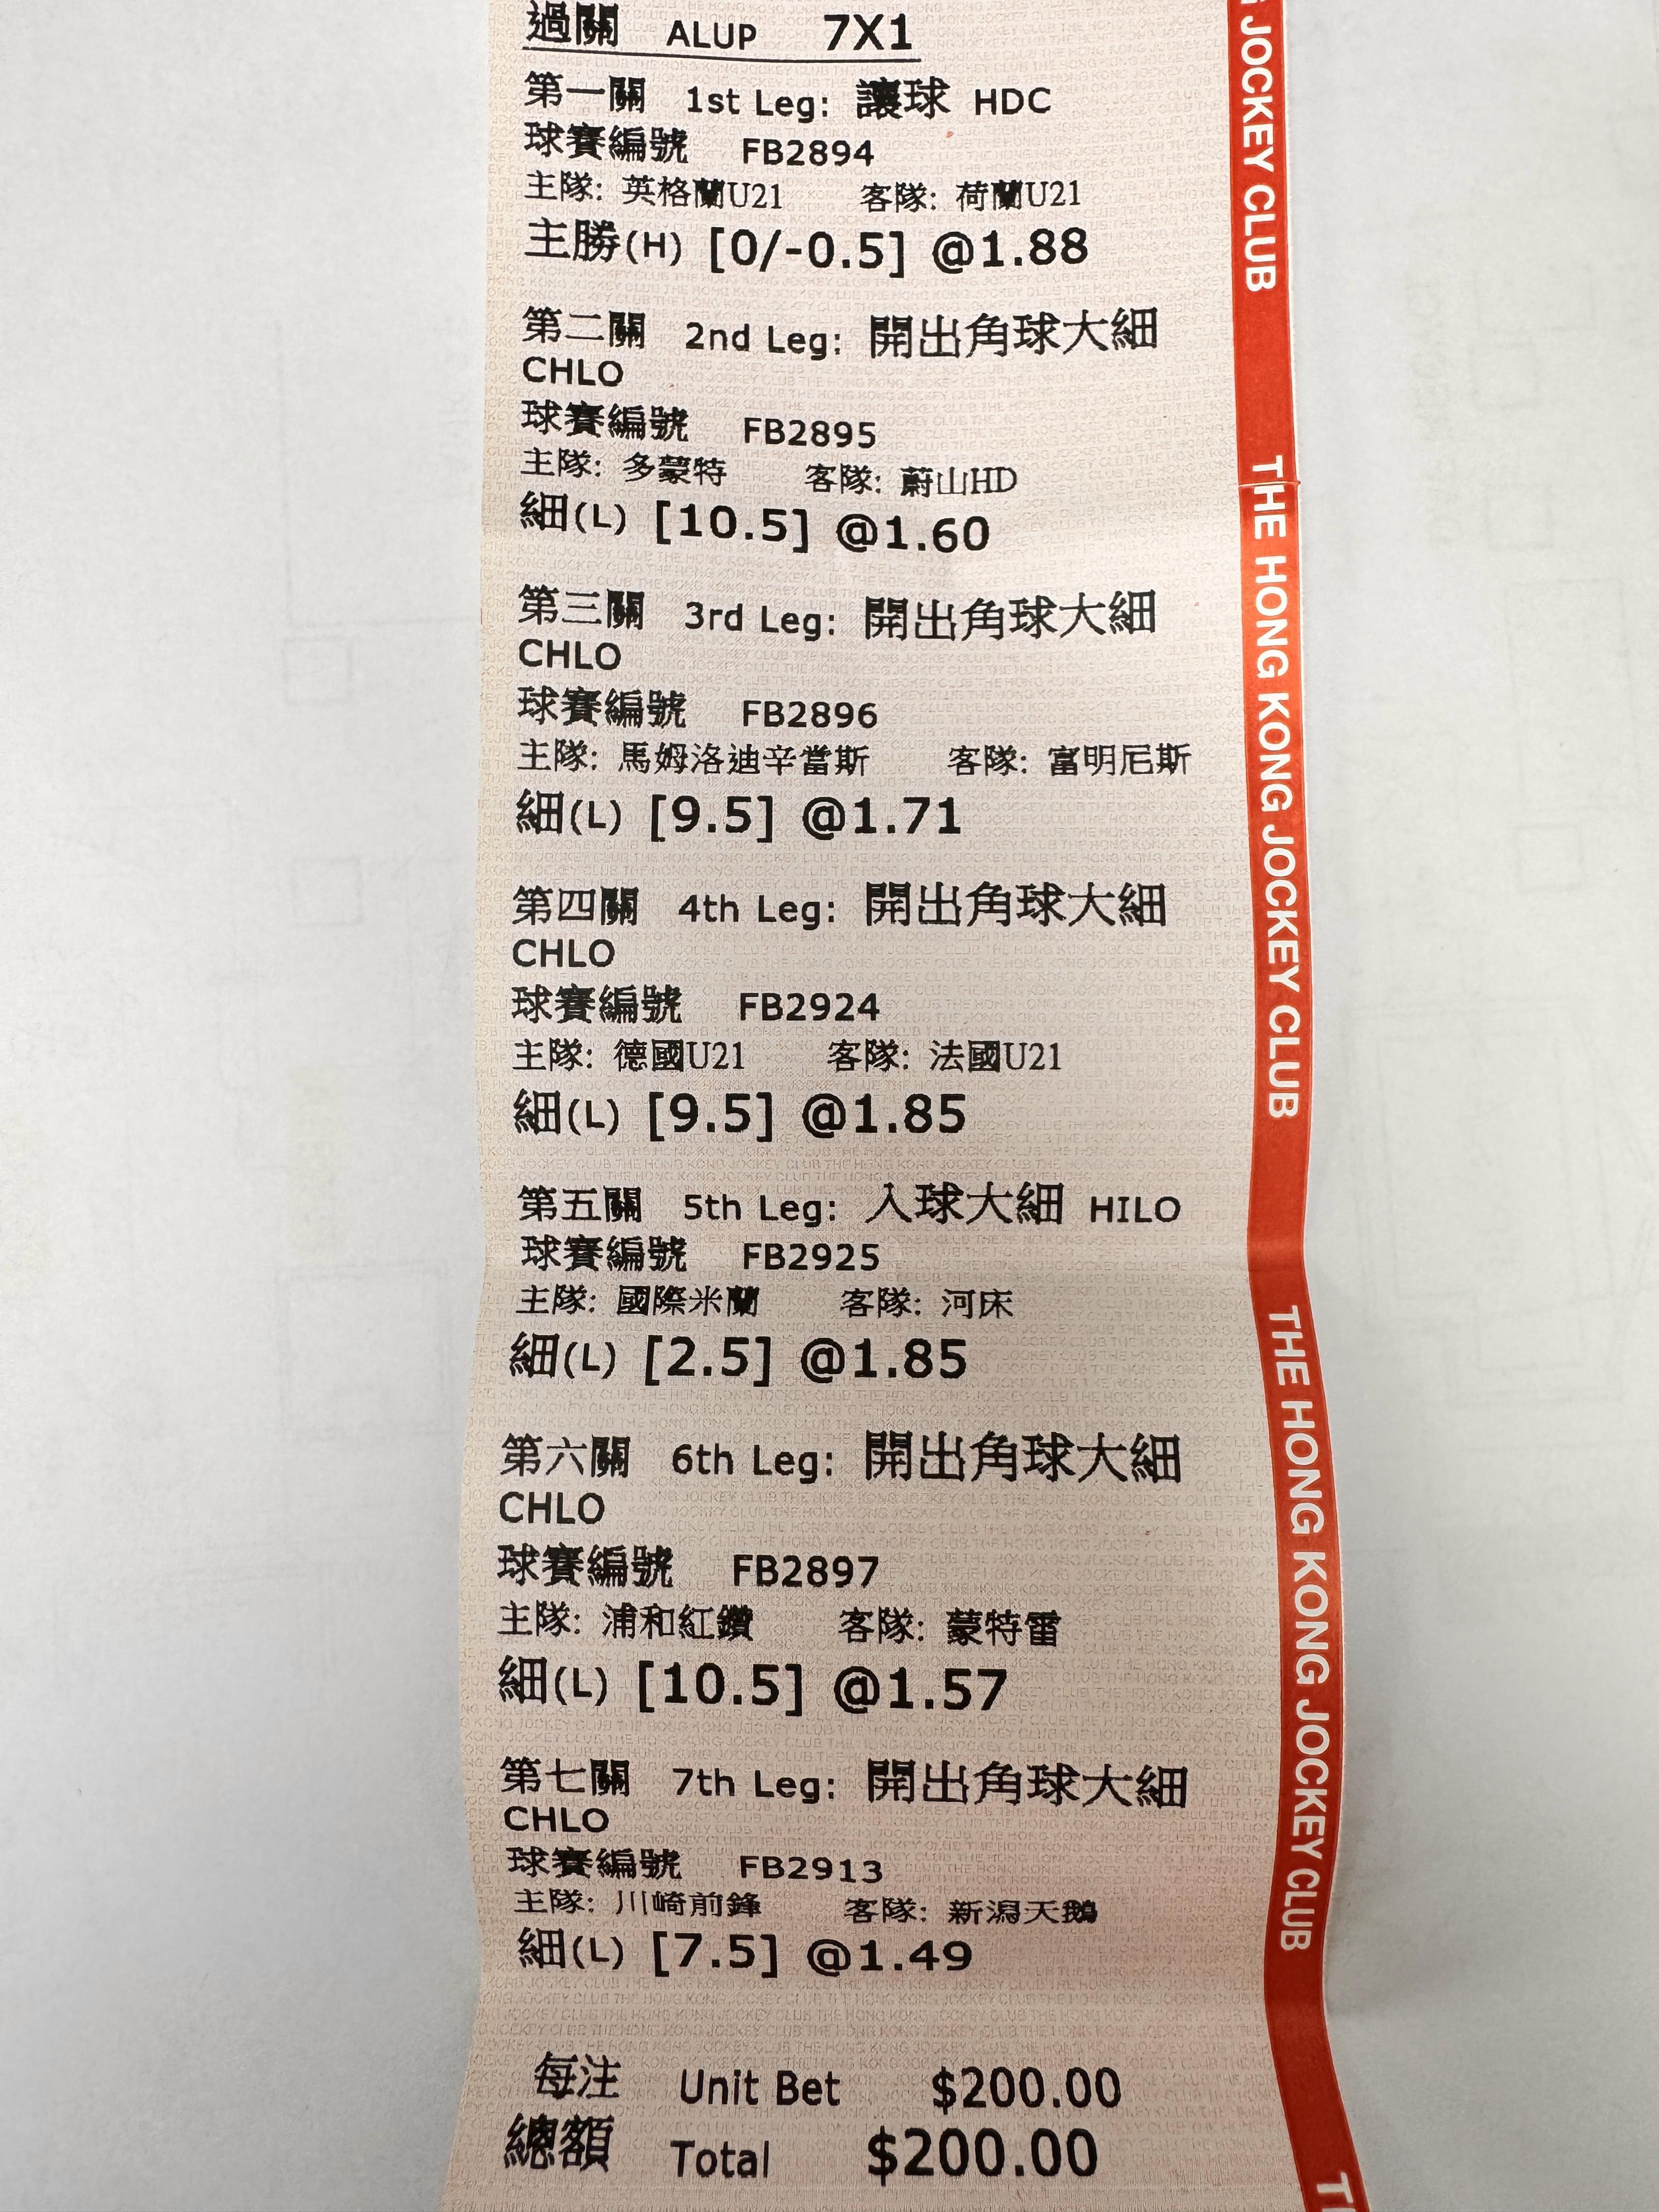 過關 ALUP 7X1
第一關 1st Leg: 讓球 HDC
球賽編號 FB2894
主隊: 英格蘭U21 客隊: 荷蘭U21
主勝(H) [0/-0.5] @1.88
第二關 2nd Leg: 開出角球大細
CHLO
球賽編號 FB2895
主隊: 多蒙特 客隊: 蔚山HD
細(L) [10.5] @1.60
第三關 3rd Leg: 開出角球大細
CHLO
球賽編號 FB2896
主隊: 馬姆洛迪辛當斯 客隊: 富明尼斯
細(L) [9.5] @1.71
第四關 4th Leg: 開出角球大細
CHLO
球賽編號 FB2924
主隊: 德國U21 客隊: 法國U21
細(L) [9.5] @1.85
第五關 5th Leg: 入球大細 HILO
球賽編號 FB2925
主隊: 國際米蘭 客隊: 河床
細(L) [2.5] @1.85
第六關 6th Leg: 開出角球大細
CHLO
球賽編號 FB2897
主隊: 浦和紅鑽 客隊: 蒙特雷
細(L) [10.5] @1.57
第七關 7th Leg: 開出角球大細
CHLO
球賽編號 FB2913
主隊: 川崎前鋒 客隊: 新潟天鵝
細(L) [7.5] @1.49
每注 Unit Bet $200.00
總額 Total $200.00
JOCKEY CLUB
THE HONG KONG JOCKEY CLUB
THE HONG KONG JOCKEY CLUB